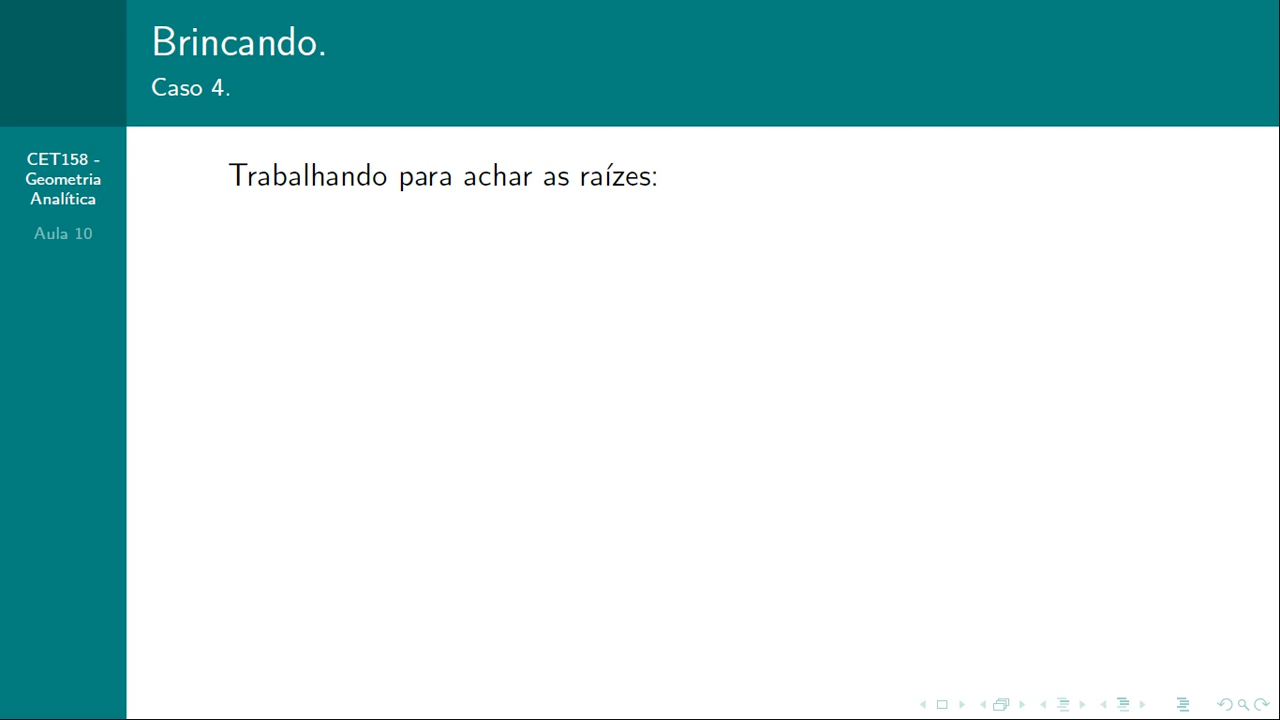 Brincando.
Caso 4.
CET158 -
Geometria
Analítica
Aula 10
Trabalhando para achar as raízes: